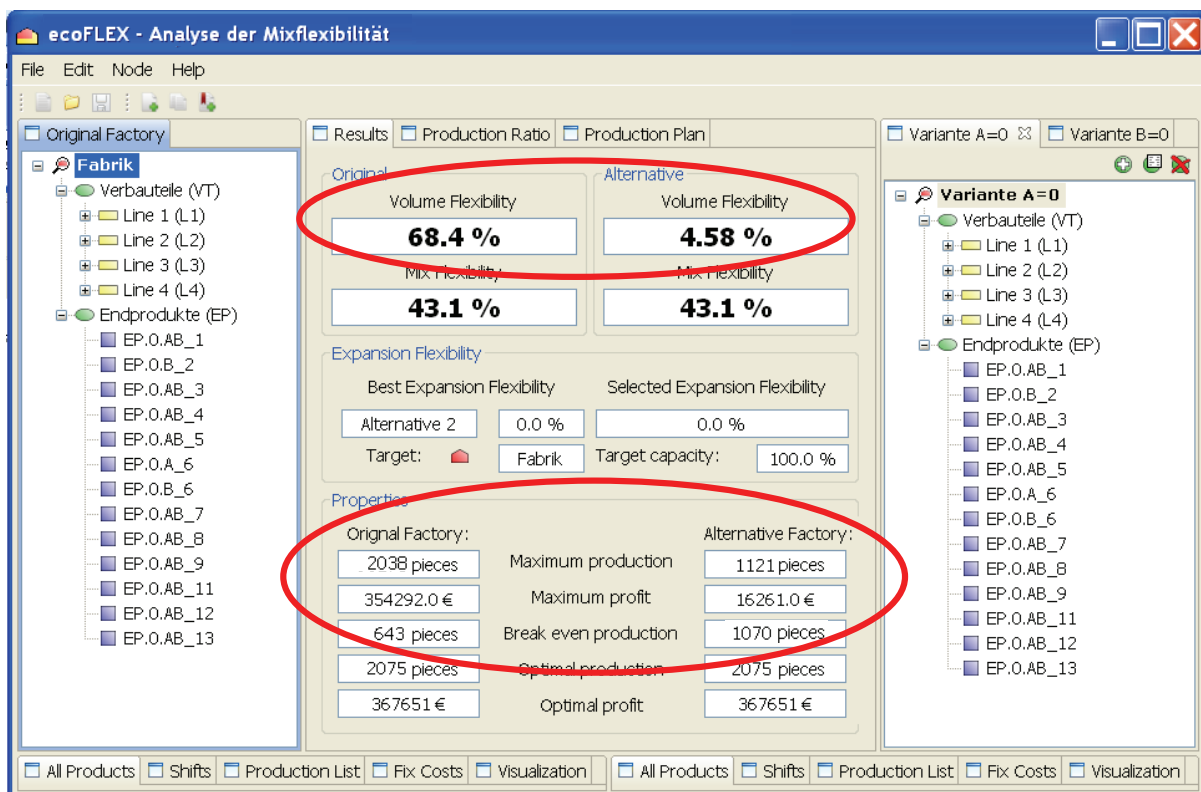 ecoFLEX - Analyse der Mixflexibilität
File Edit Node Help
Original Factory
Fabrik
Verbauteile (VT)
Line 1 (L1)
Line 2 (L2)
Line 3 (L3)
Line 4 (L4)
Endprodukte (EP)
EP.0.AB_1
EP.0.B_2
EP.0.AB_3
EP.0.AB_4
EP.0.AB_5
EP.0.A_6
EP.0.B_6
EP.0.AB_7
EP.0.AB_8
EP.0.AB_9
EP.0.AB_11
EP.0.AB_12
EP.0.AB_13
Results Production Ratio Production Plan
Original Alternative
Volume Flexibility Volume Flexibility
68.4 % 4.58 %
Mix Flexibility Mix Flexibility
43.1 % 43.1 %
Expansion Flexibility
Best Expansion Flexibility Selected Expansion Flexibility
Alternative 2 0.0 % 0.0 %
Target: Fabrik Target capacity: 100.0 %
Properties
Orignal Factory: Alternative Factory:
2038 pieces Maximum production 1121 pieces
354292.0 € Maximum profit 16261.0 €
643 pieces Break even production 1070 pieces
2075 pieces Optimal production 2075 pieces
367651 € Optimal profit 367651 €
Variante A=0 Variante B=0
Variante A=0
Verbauteile (VT)
Line 1 (L1)
Line 2 (L2)
Line 3 (L3)
Line 4 (L4)
Endprodukte (EP)
EP.0.AB_1
EP.0.B_2
EP.0.AB_3
EP.0.AB_4
EP.0.AB_5
EP.0.A_6
EP.0.B_6
EP.0.AB_7
EP.0.AB_8
EP.0.AB_9
EP.0.AB_11
EP.0.AB_12
EP.0.AB_13
All Products Shifts Production List Fix Costs Visualization
All Products Shifts Production List Fix Costs Visualization